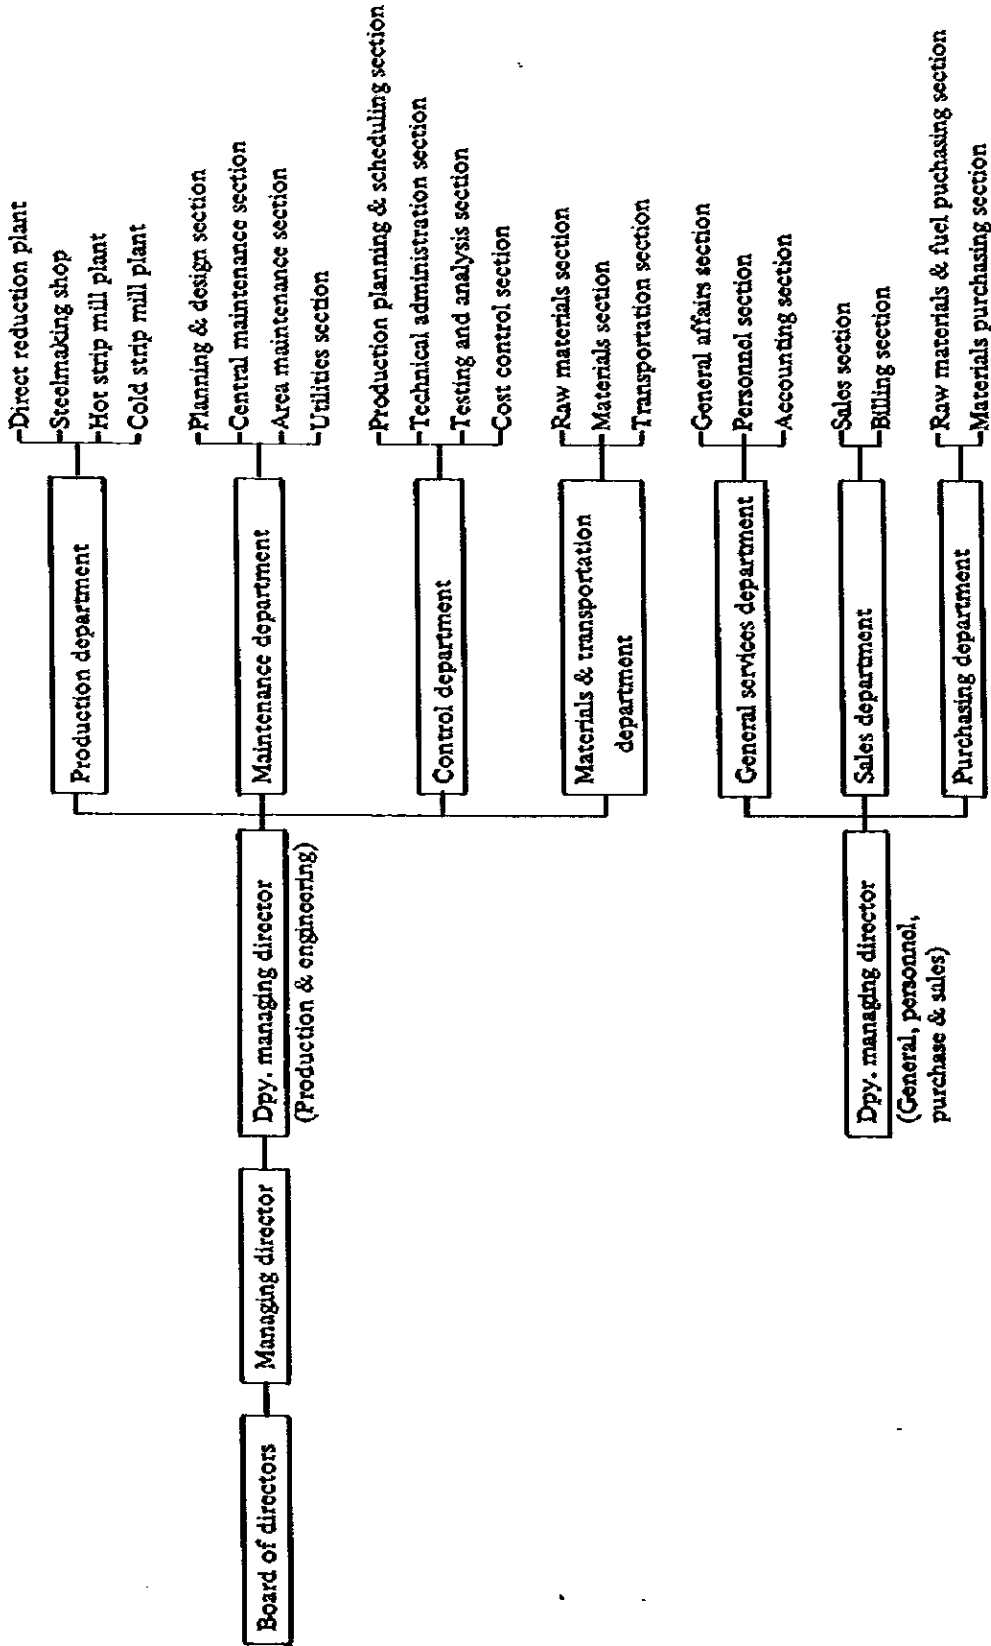 Board of directors
Managing director
Dpy. managing director
(Production & engineering)
Production department
Direct reduction plant
Steelmaking shop
Hot strip mill plant
Cold strip mill plant
Maintenance department
Planning & design section
Central maintenance section
Area maintenance section
Utilities section
Control department
Production planning & scheduling section
Technical administration section
Testing and analysis section
Cost control section
Materials & transportation
department
Raw materials section
Materials section
Transportation section
Dpy. managing director
(General, personnel,
purchase & sales)
General services department
General affairs section
Personnel section
Accounting section
Sales department
Sales section
Billing section
Purchasing department
Raw materials & fuel puchasing section
Materials purchasing section